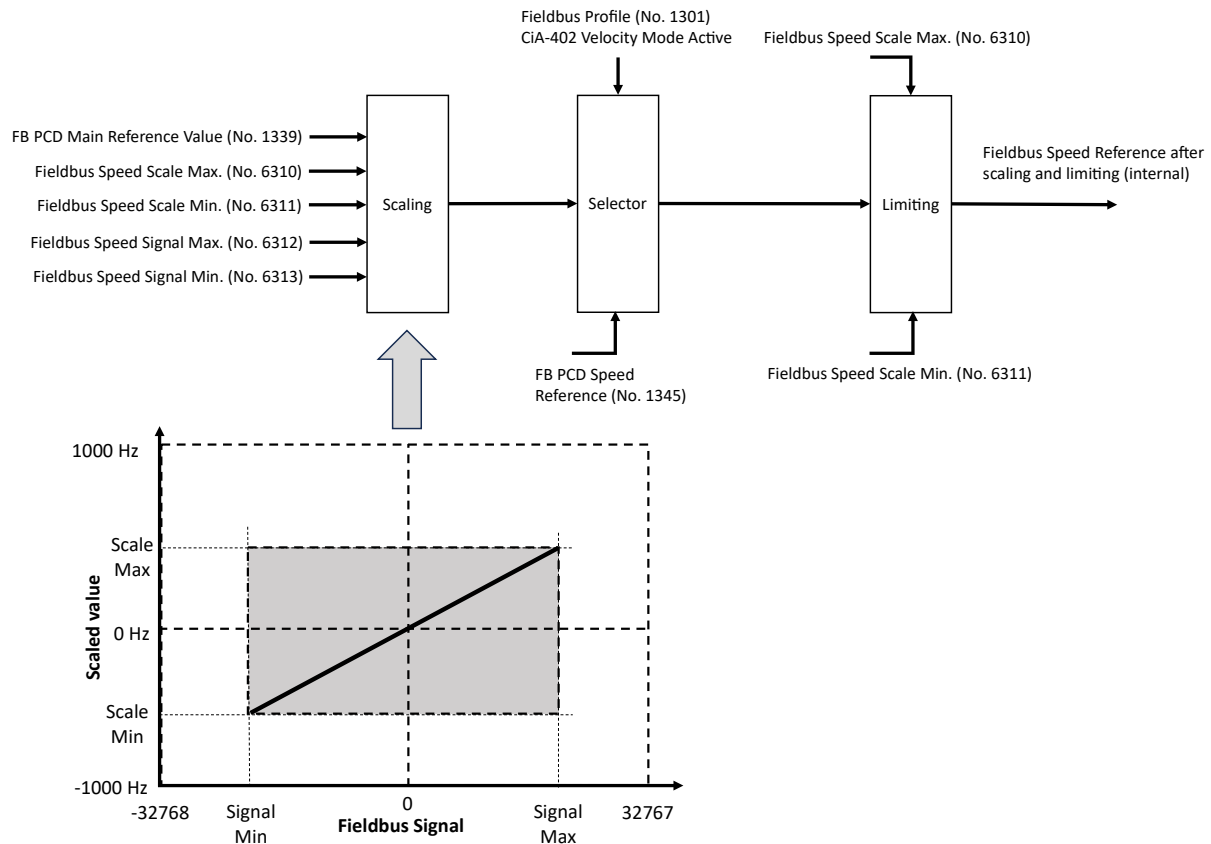 Fieldbus Profile (No. 1301)
CiA-402 Velocity Mode Active
Fieldbus Speed Scale Max. (No. 6310)
FB PCD Main Reference Value (No. 1339)
Fieldbus Speed Scale Max. (No. 6310)
Fieldbus Speed Scale Min. (No. 6311)
Fieldbus Speed Signal Max. (No. 6312)
Fieldbus Speed Signal Min. (No. 6313)
Scaling
Selector
Limiting
Fieldbus Speed Reference after
scaling and limiting (internal)
FB PCD Speed
Reference (No. 1345)
Fieldbus Speed Scale Min. (No. 6311)
1000 Hz
Scale
Max
Scaled value
0 Hz
Scale
Min
-1000 Hz
-32768
Signal
Min
0
Fieldbus Signal
Signal
Max
32767